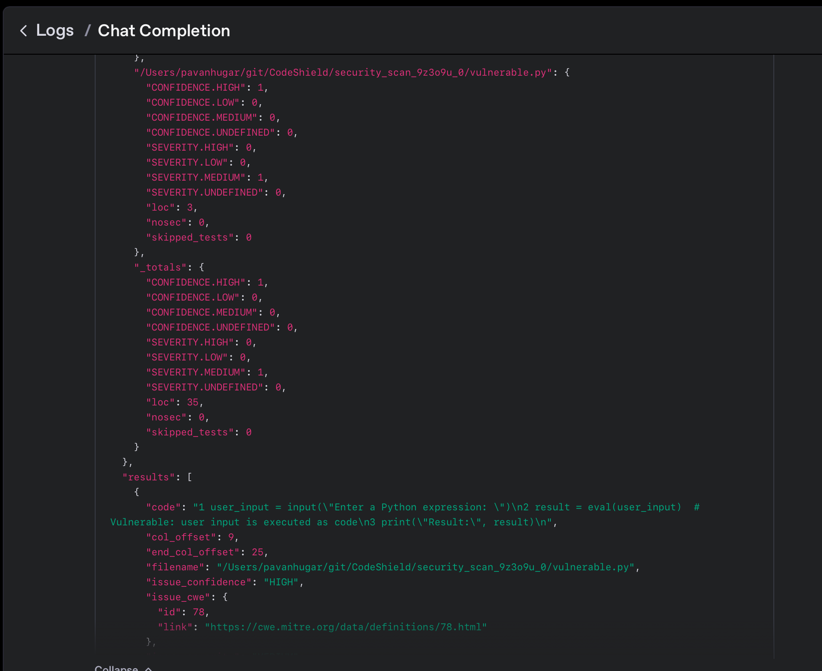 Logs / Chat Completion
},
"/Users/pavanhugar/git/CodeShield/security_scan_9z3o9u_0/vulnerable.py": {
"CONFIDENCE.HIGH": 1,
"CONFIDENCE.LOW": 0,
"CONFIDENCE.MEDIUM": 0,
"CONFIDENCE.UNDEFINED": 0,
"SEVERITY.HIGH": 0,
"SEVERITY.LOW": 0,
"SEVERITY.MEDIUM": 1,
"SEVERITY.UNDEFINED": 0,
"loc": 3,
"nosec": 0,
"skipped_tests": 0
},
"_totals": {
"CONFIDENCE.HIGH": 1,
"CONFIDENCE.LOW": 0,
"CONFIDENCE.MEDIUM": 0,
"CONFIDENCE.UNDEFINED": 0,
"SEVERITY.HIGH": 0,
"SEVERITY.LOW": 0,
"SEVERITY.MEDIUM": 1,
"SEVERITY.UNDEFINED": 0,
"loc": 35,
"nosec": 0,
"skipped_tests": 0
}
},
"results": [
{
"code": "1 user_input = input(\"Enter a Python expression: \")\n2 result = eval(user_input)  #
Vulnerable: user input is executed as code\n3 print(\"Result:\", result)\n",
"col_offset": 9,
"end_col_offset": 25,
"filename": "/Users/pavanhugar/git/CodeShield/security_scan_9z3o9u_0/vulnerable.py",
"issue_confidence": "HIGH",
"issue_cwe": {
"id": 78,
"link": "https://cwe.mitre.org/data/definitions/78.html"
},
Collapse